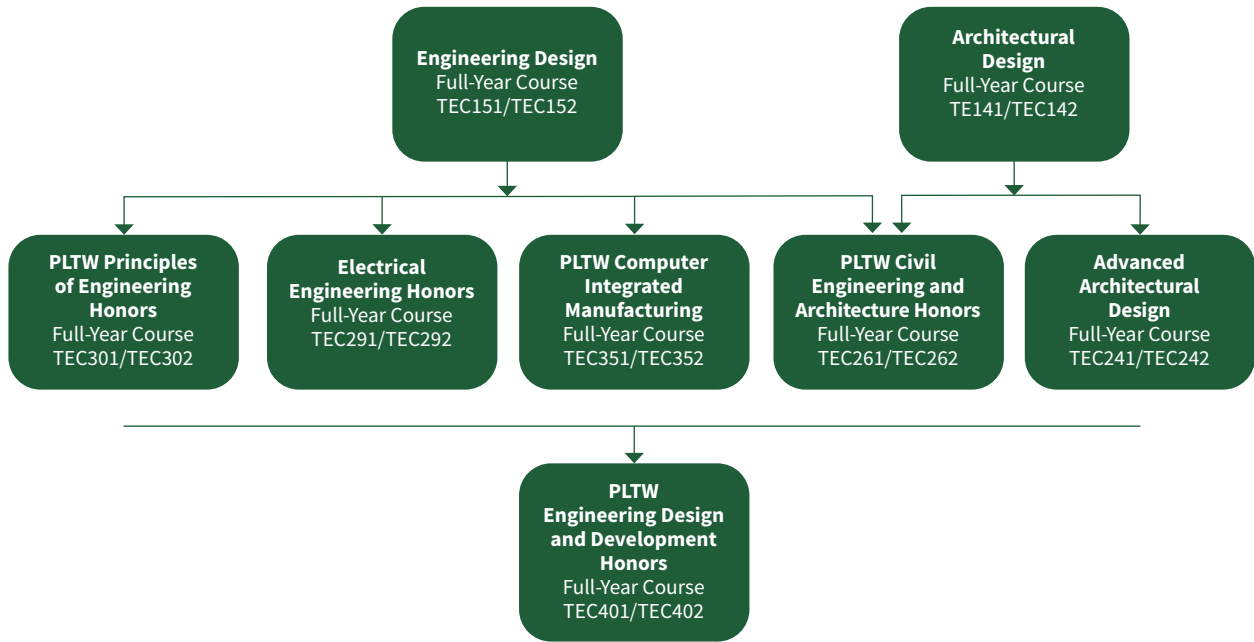 Engineering Design
Full-Year Course
TEC151/TEC152
Architectural
Design
Full-Year Course
TE141/TEC142
PLTW Principles
of Engineering
Honors
Full-Year Course
TEC301/TEC302
Electrical
Engineering Honors
Full-Year Course
TEC291/TEC292
PLTW Computer
Integrated
Manufacturing
Full-Year Course
TEC351/TEC352
PLTW Civil
Engineering and
Architecture Honors
Full-Year Course
TEC261/TEC262
Advanced
Architectural
Design
Full-Year Course
TEC241/TEC242
PLTW
Engineering Design
and Development
Honors
Full-Year Course
TEC401/TEC402